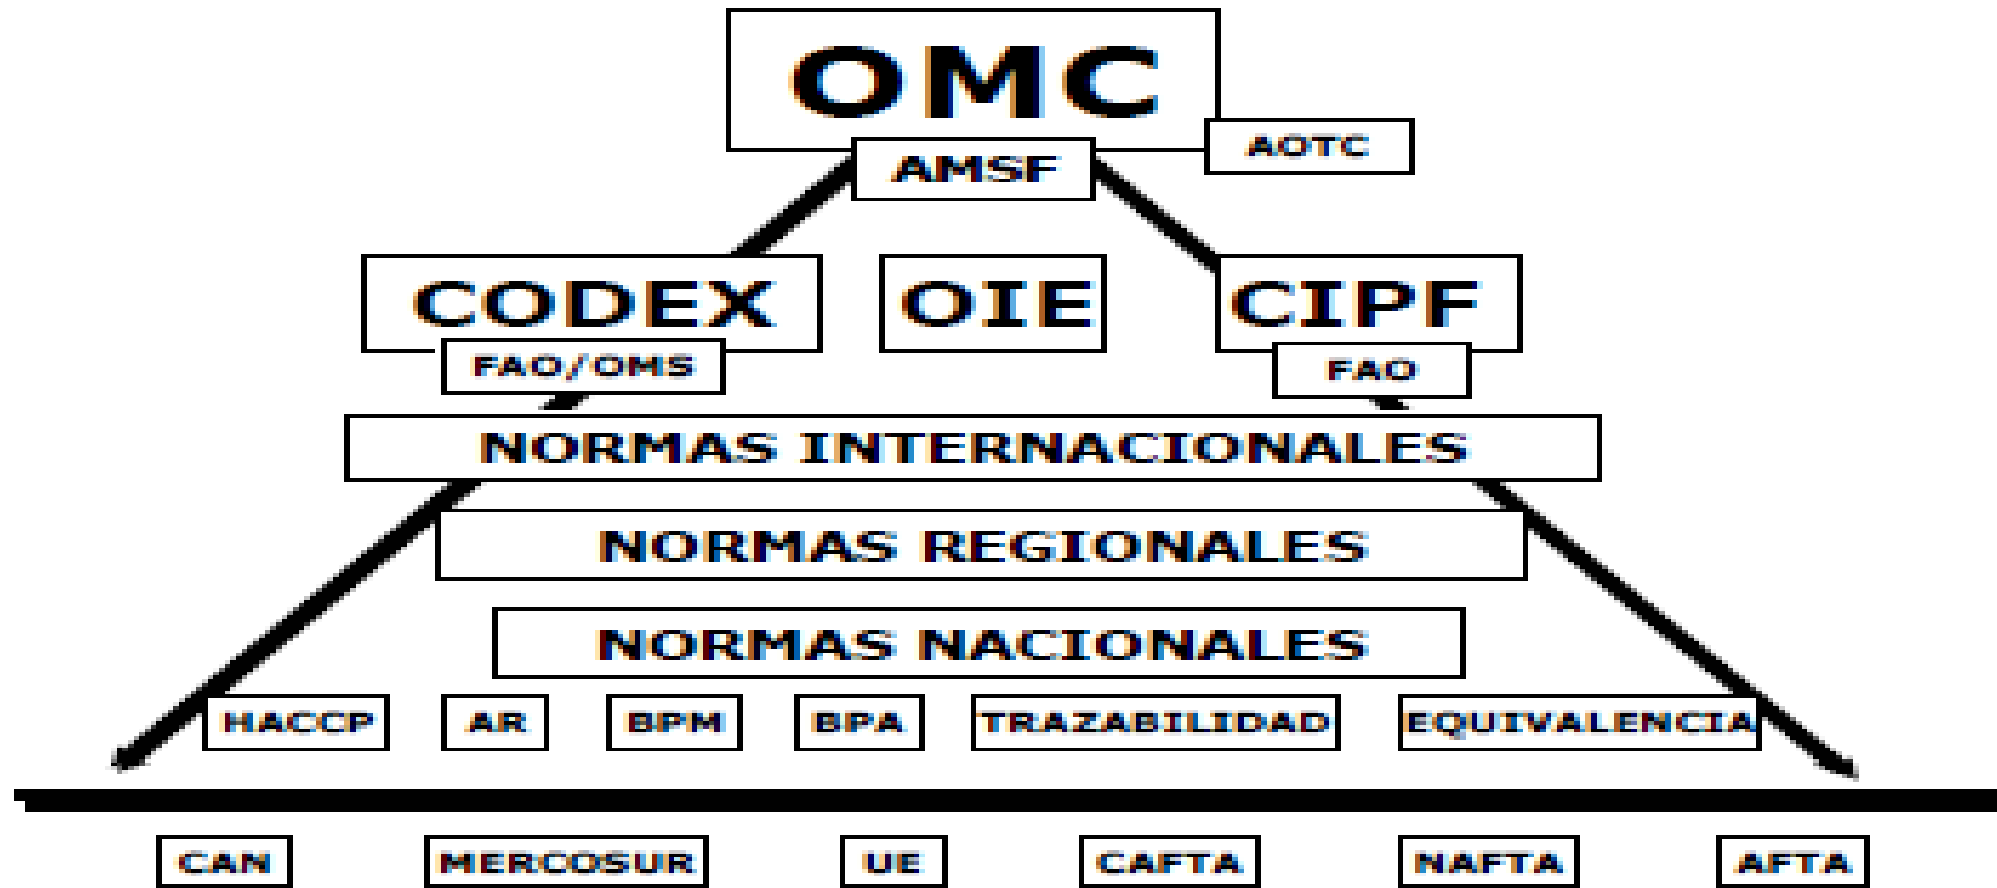 OMC
AOTC
AMSF
CODEX OIE CIPF
FAO/OMS FAO
NORMAS INTERNACIONALES
NORMAS REGIONALES
NORMAS NACIONALES
HACCP AR BPM BPA TRAZABILIDAD EQUIVALENCIA
CAN MERCOSUR UE CAFTA NAFTA AFTA